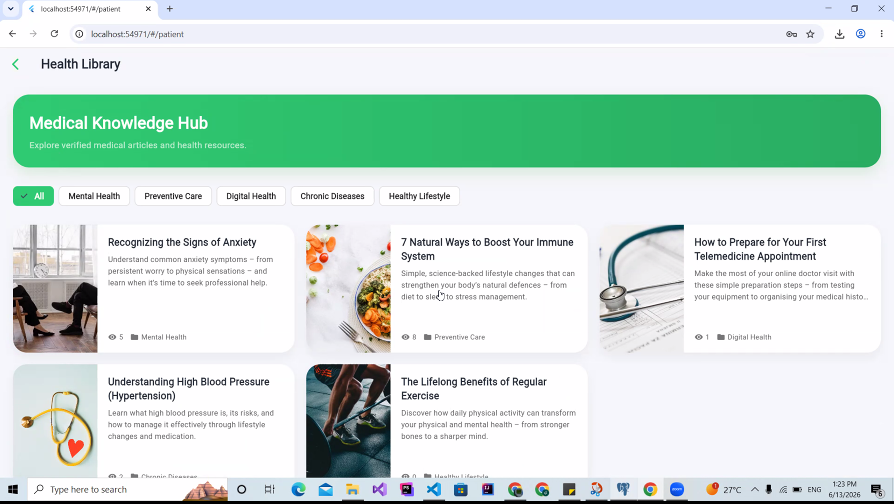 localhost:54971/#/patient
localhost:54971/#/patient
Health Library
Medical Knowledge Hub
Explore verified medical articles and health resources.
All
Mental Health
Preventive Care
Digital Health
Chronic Diseases
Healthy Lifestyle
Recognizing the Signs of Anxiety
Understand common anxiety symptoms – from
persistent worry to physical sensations – and
learn when it's time to seek professional help.
5 Mental Health
7 Natural Ways to Boost Your Immune
System
Simple, science-backed lifestyle changes that can
strengthen your body's natural defences – from
diet to sleep to stress management.
8 Preventive Care
How to Prepare for Your First
Telemedicine Appointment
Make the most of your online doctor visit with
these simple preparation steps – from testing
your equipment to organising your medical histo...
1 Digital Health
Understanding High Blood Pressure
(Hypertension)
Learn what high blood pressure is, its risks, and
how to manage it effectively through lifestyle
changes and medication.
2 Chronic Diseases
The Lifelong Benefits of Regular
Exercise
Discover how daily physical activity can transform
your physical and mental health – from stronger
bones to a sharper mind.
0 Healthy Lifestyle
Type here to search
zoom
27°C
ENG
1:23 PM
6/13/2026